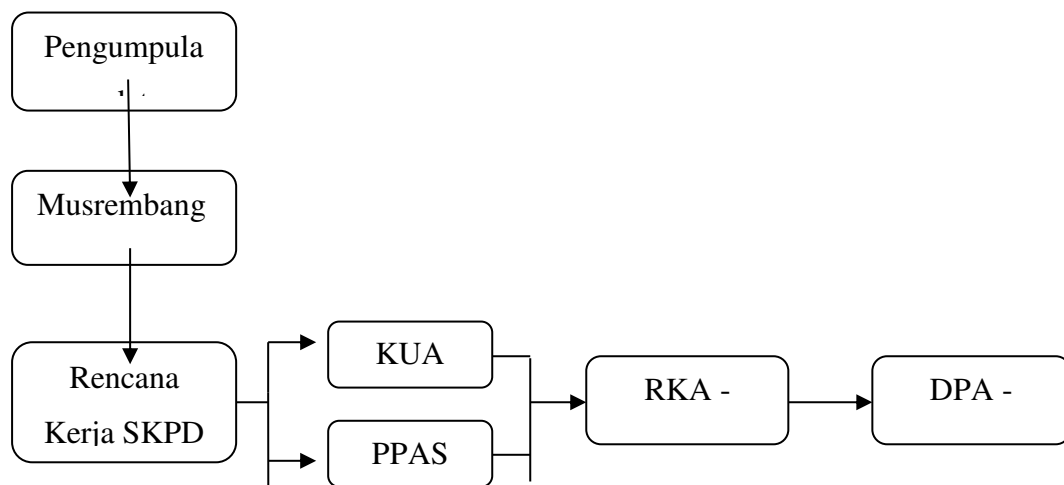 Pengumpula
Musrembang
Rencana
Kerja SKPD
KUA
PPAS
RKA -
DPA -